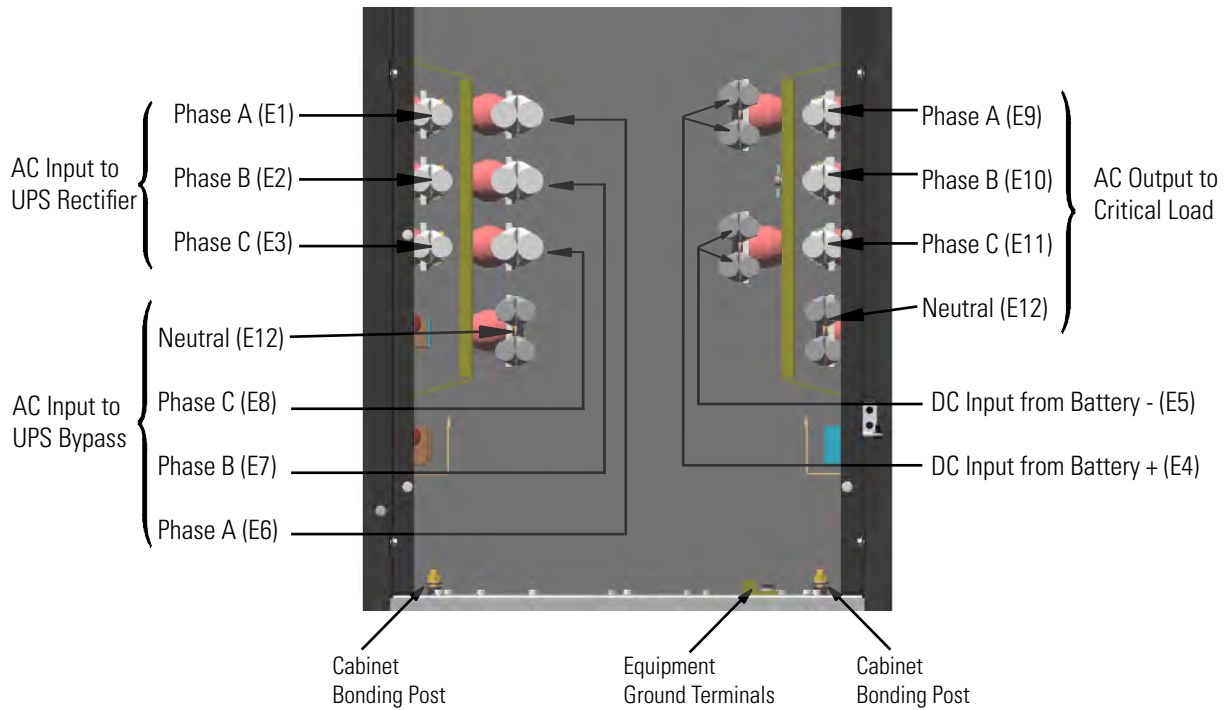 AC Input to
UPS Rectifier
Phase A (E1)
Phase B (E2)
Phase C (E3)
AC Input to
UPS Bypass
Neutral (E12)
Phase C (E8)
Phase B (E7)
Phase A (E6)
Phase A (E9)
Phase B (E10)
Phase C (E11)
Neutral (E12)
AC Output to
Critical Load
DC Input from Battery - (E5)
DC Input from Battery + (E4)
Cabinet
Bonding Post
Equipment
Ground Terminals
Cabinet
Bonding Post